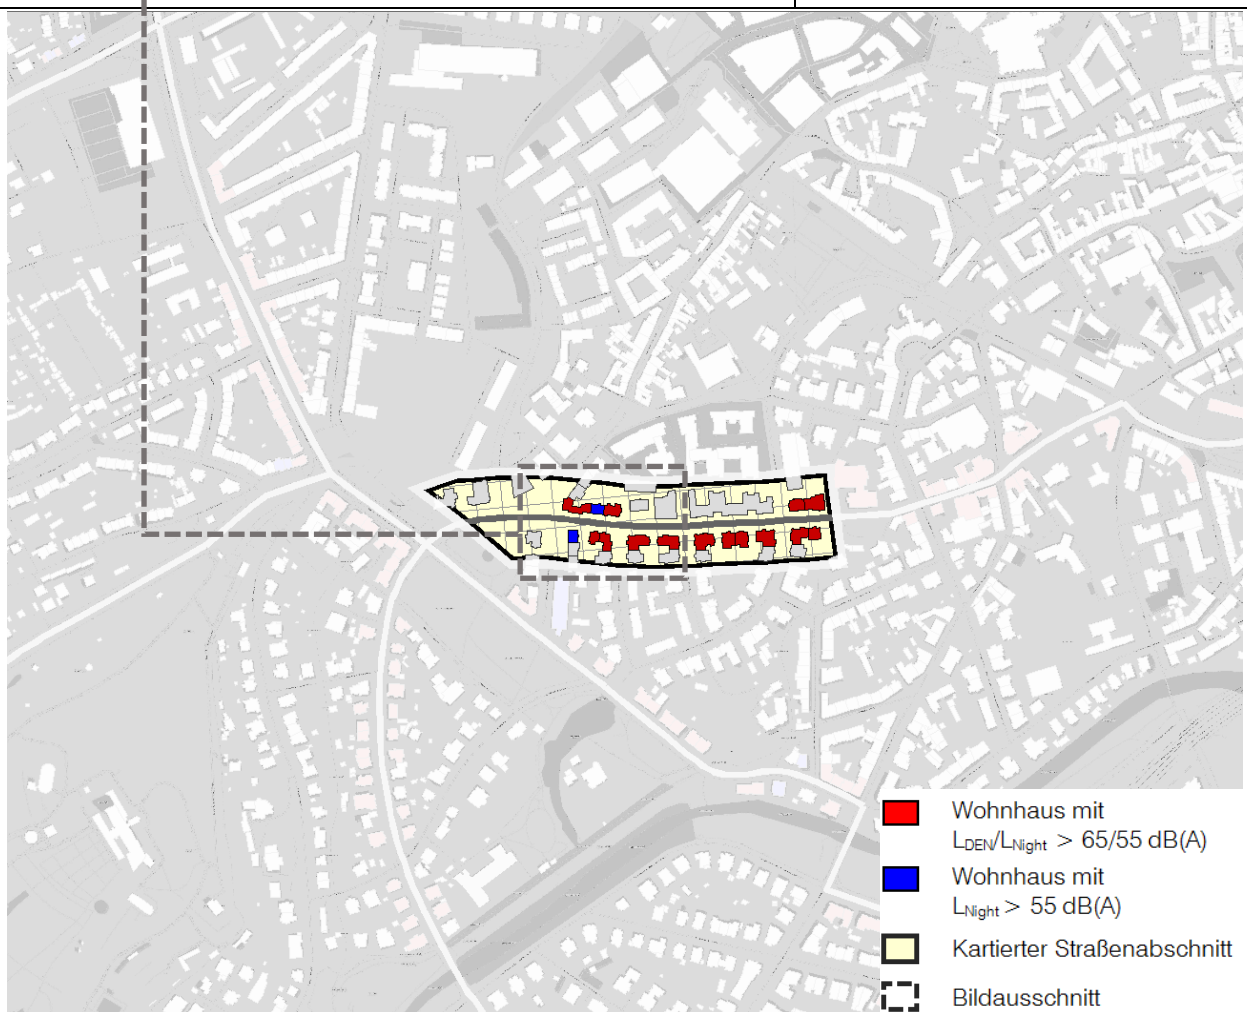 Wohnhaus mit
LDEN/LNight > 65/55 dB(A)
Wohnhaus mit
LNight > 55 dB(A)
Kartierter Straßenabschnitt
Bildausschnitt